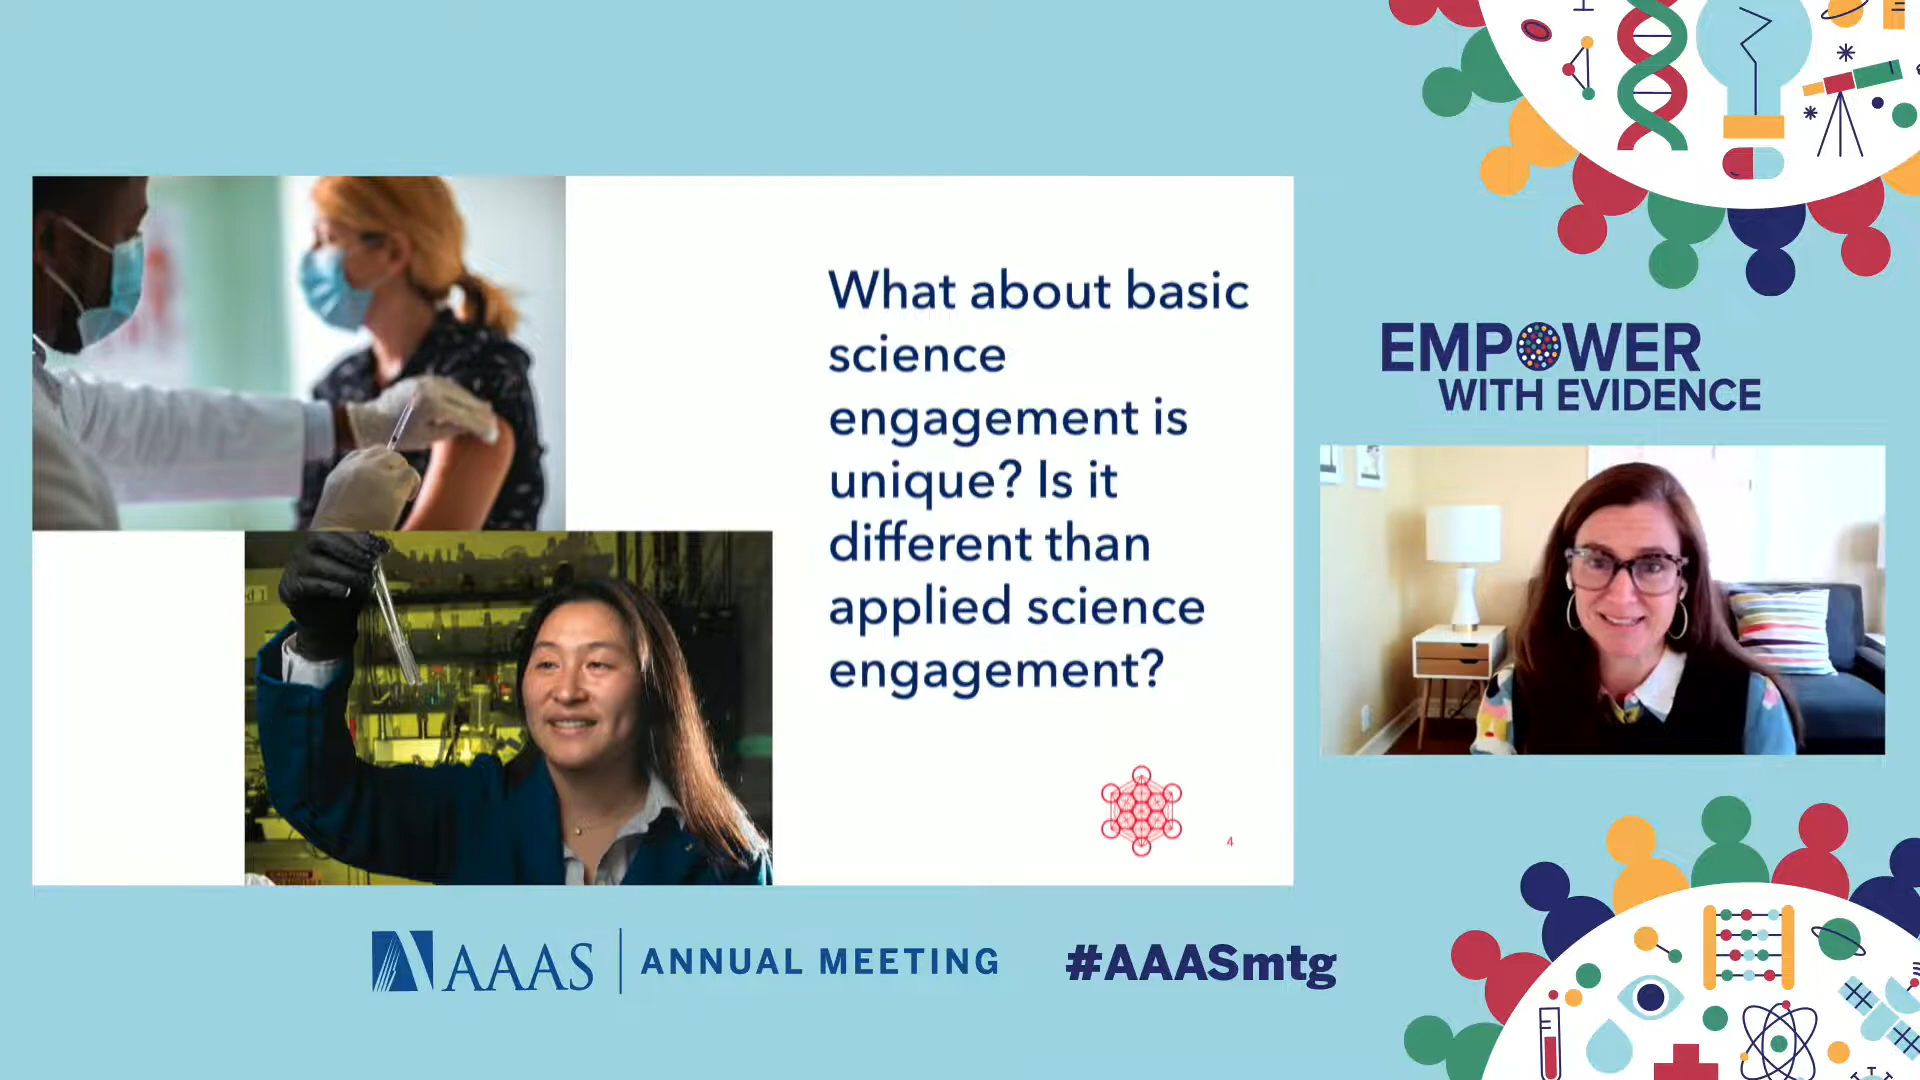 What about basic
science
engagement is
unique? Is it
different than
applied science
engagement?
4
EMPOWER
WITH EVIDENCE
AAAS | ANNUAL MEETING
#AAASmtg